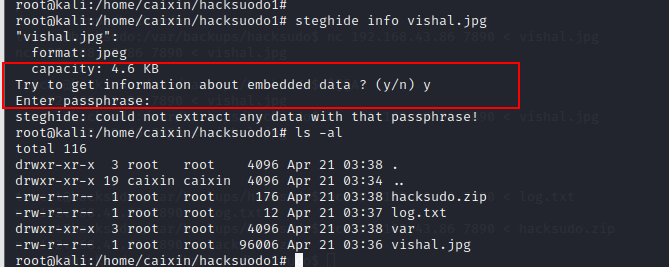 root@kali:/home/caixin/hacksuodo1# steghide info vishal.jpg
"vishal.jpg":
  format: jpeg
  capacity: 4.6 KB
Try to get information about embedded data ? (y/n) y
Enter passphrase:
steghide: could not extract any data with that passphrase!
root@kali:/home/caixin/hacksuodo1# ls -al
total 116
drwxr-xr-x  3 root   root    4096 Apr 21 03:38 .
drwxr-xr-x 19 caixin caixin  4096 Apr 21 03:34 ..
-rw-r--r--  1 root   root     176 Apr 21 03:38 hacksudo.zip
-rw-r--r--  1 root   root      12 Apr 21 03:37 log.txt
drwxr-xr-x  3 root   root    4096 Apr 21 03:38 var
-rw-r--r--  1 root   root   96006 Apr 21 03:36 vishal.jpg
root@kali:/home/caixin/hacksuodo1#